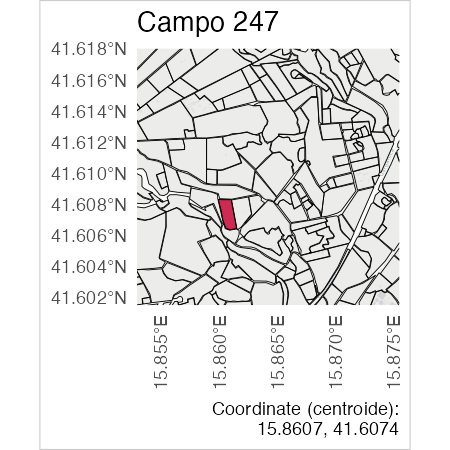 Campo 247
41.618°N
41.616°N
41.614°N
41.612°N
41.610°N
41.608°N
41.606°N
41.604°N
41.602°N
15.855°E
15.860°E
15.865°E
15.870°E
15.875°E
Coordinate (centroide):
15.8607, 41.6074